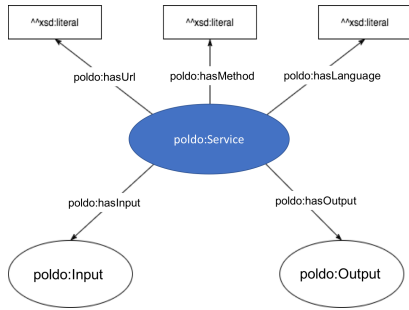 ^^xsd:literal
^^xsd:literal
^^xsd:literal
poldo:hasUrl
poldo:hasMethod
poldo:hasLanguage
poldo:Service
poldo:hasInput
poldo:hasOutput
poldo:Input
poldo:Output